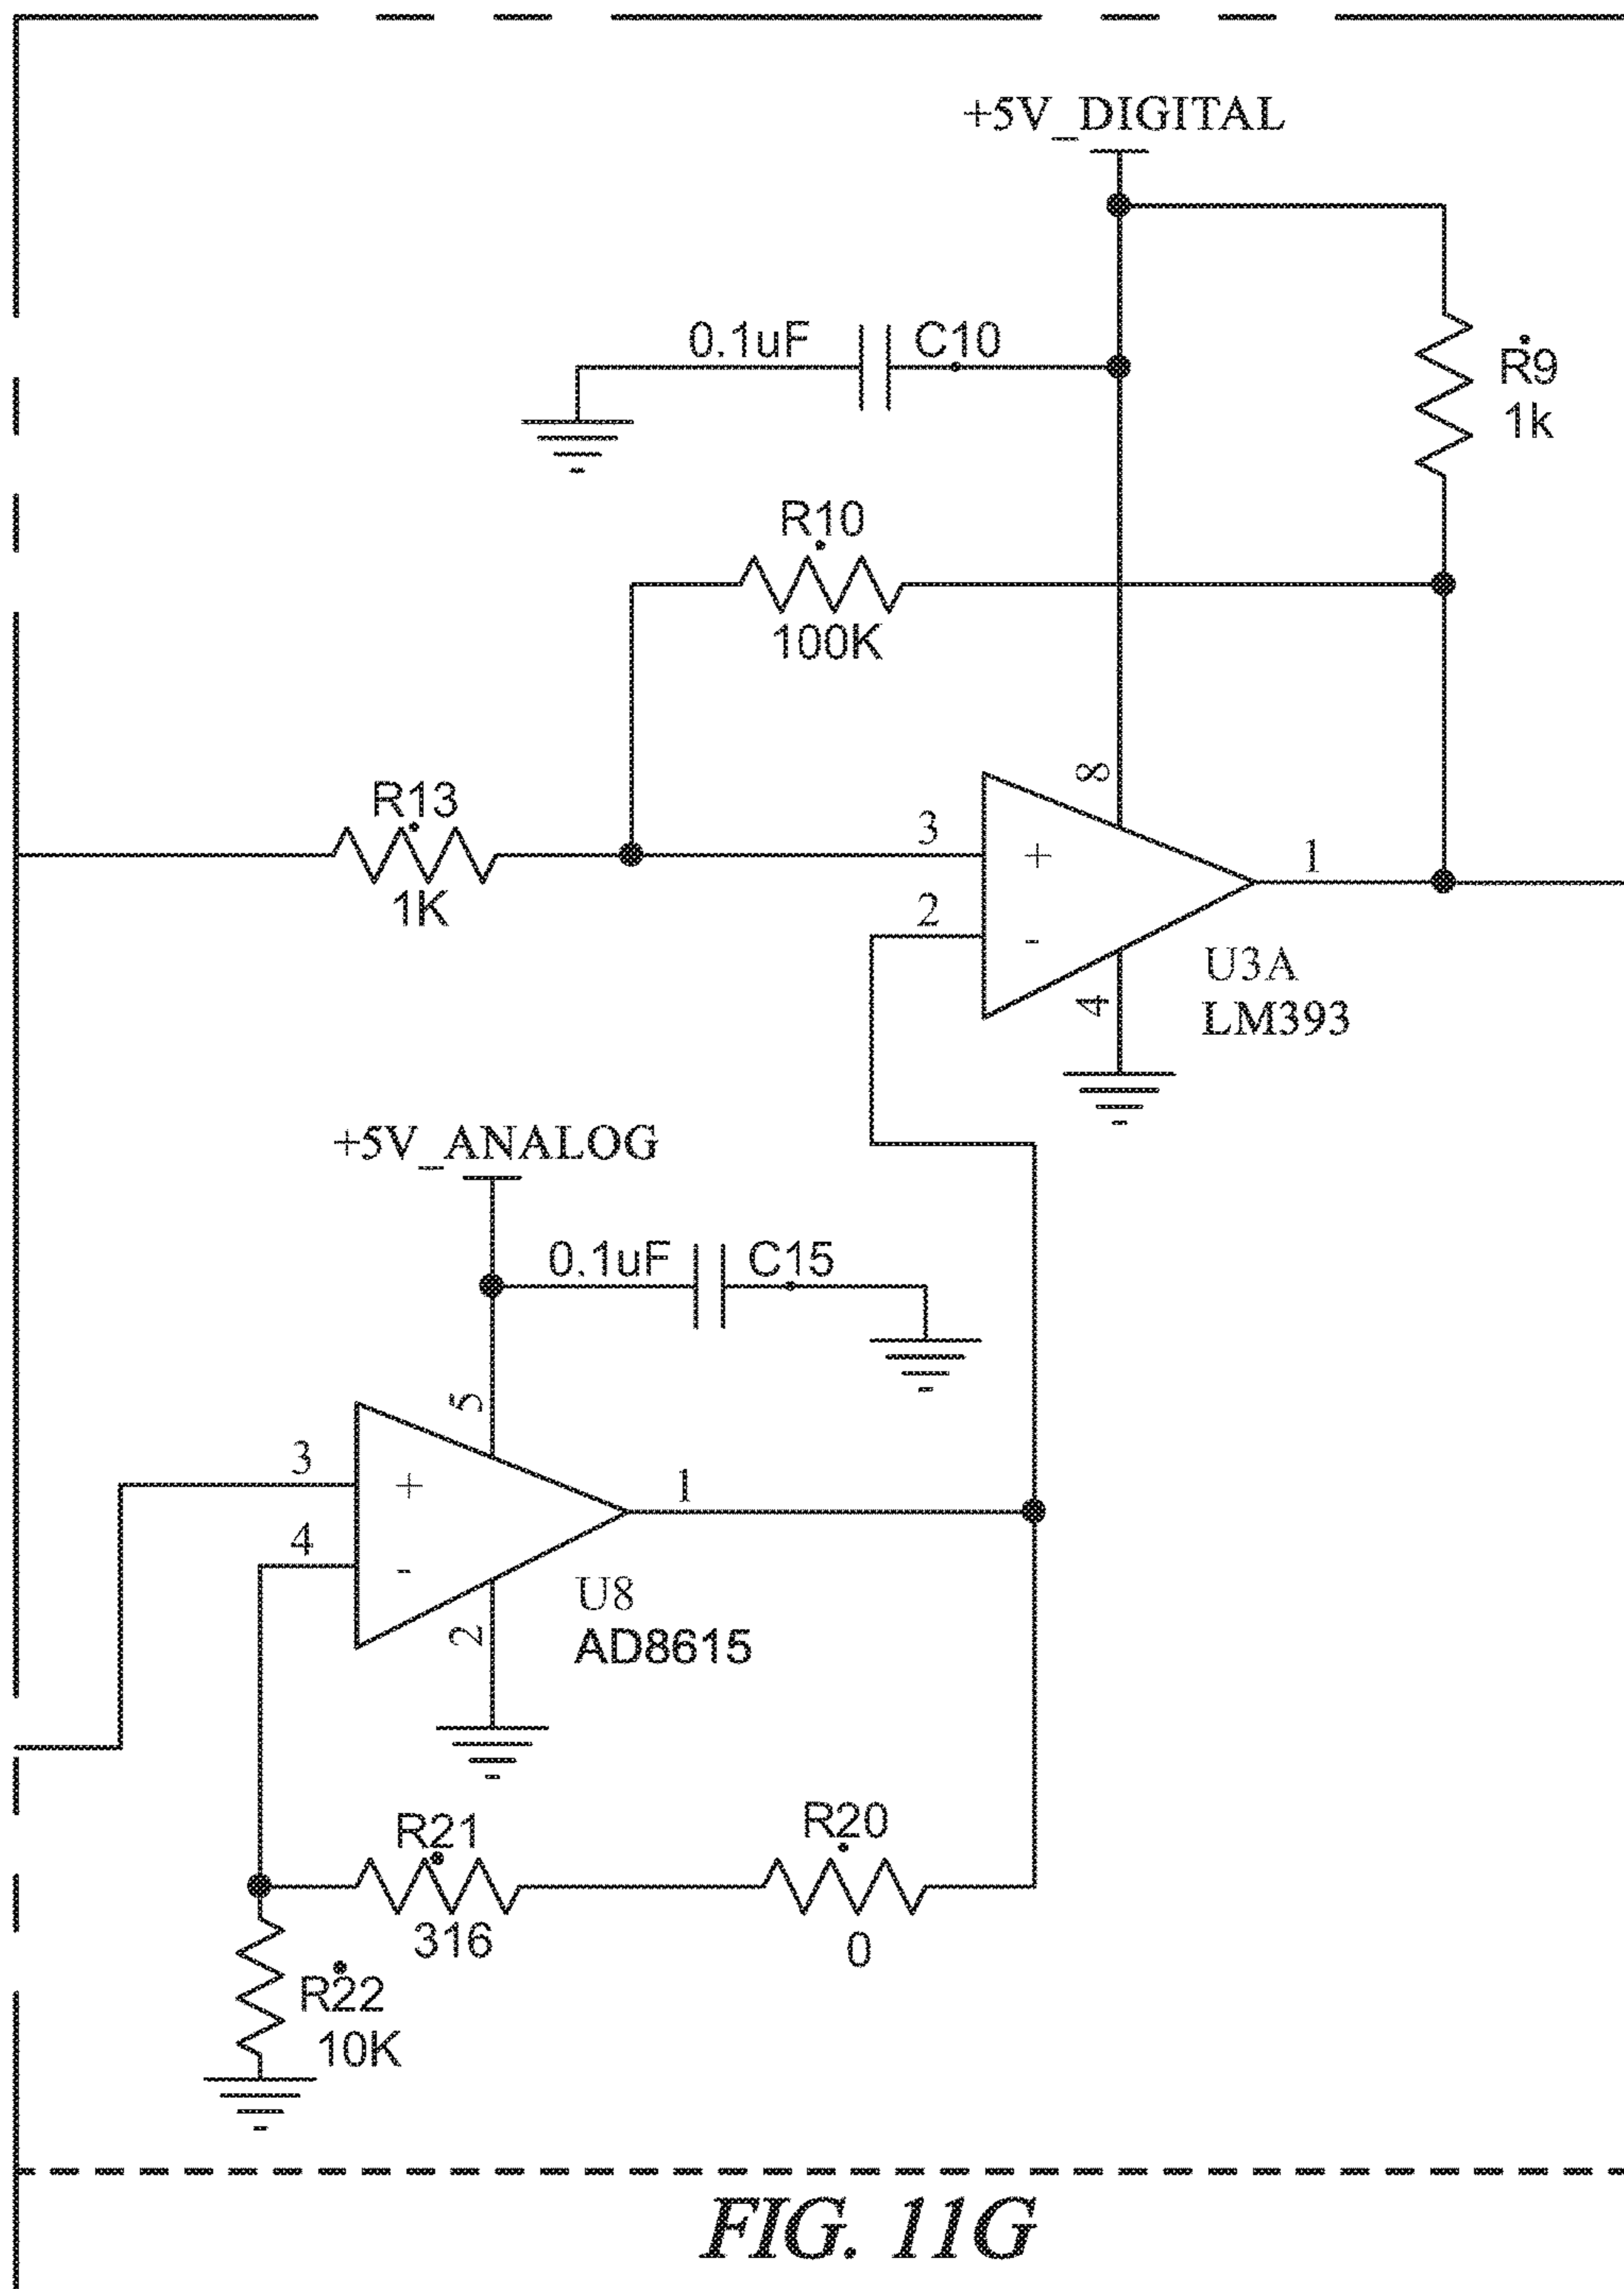 +5V_DIGITAL
0.1uF
C10
R9
1k
R10
100K
R13
1K
8
3
+
1
2
-
4
U3A
LM393
+5V_ANALOG
0.1uF
C15
5
3
+
1
4
-
2
U8
AD8615
R21
316
R20
0
R22
10K
FIG. 11G